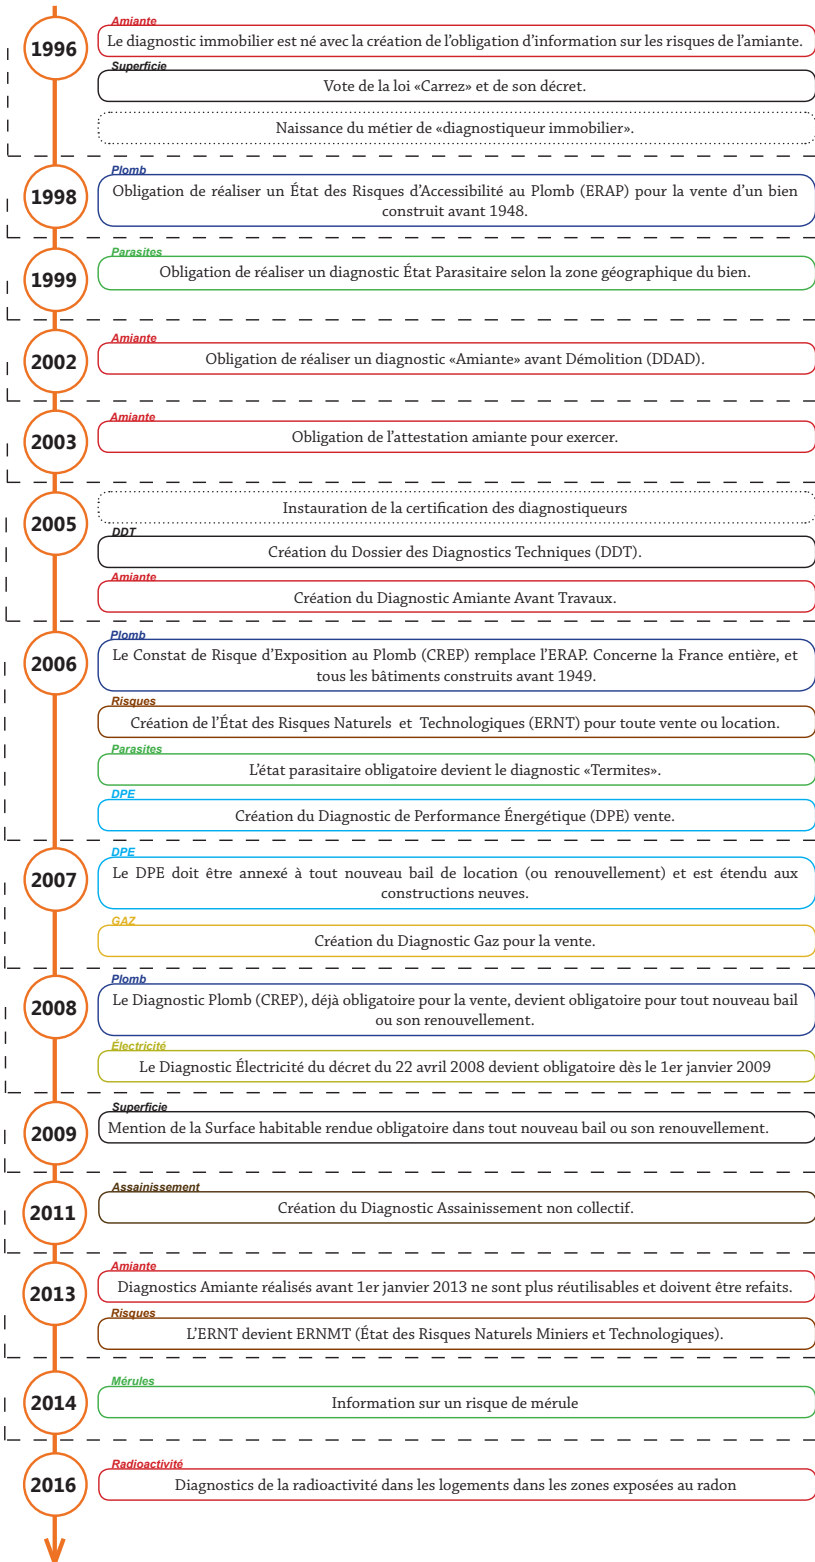 1996
Amiante
Le diagnostic immobilier est né avec la création de l'obligation d'information sur les risques de l'amiante.
Superficie
Vote de la loi «Carrez» et de son décret.
Naissance du métier de «diagnostiqueur immobilier».
1998
Plomb
Obligation de réaliser un État des Risques d'Accessibilité au Plomb (ERAP) pour la vente d'un bien
construit avant 1948.
1999
Parasites
Obligation de réaliser un diagnostic État Parasitaire selon la zone géographique du bien.
2002
Amiante
Obligation de réaliser un diagnostic «Amiante» avant Démolition (DDAD).
2003
Amiante
Obligation de l'attestation amiante pour exercer.
2005
Instauration de la certification des diagnostiqueurs
DDT
Création du Dossier des Diagnostics Techniques (DDT).
Amiante
Création du Diagnostic Amiante Avant Travaux.
2006
Plomb
Le Constat de Risque d'Exposition au Plomb (CREP) remplace l'ERAP. Concerne la France entière, et
tous les bâtiments construits avant 1949.
Risques
Création de l'État des Risques Naturels et Technologiques (ERNT) pour toute vente ou location.
Parasites
L'état parasitaire obligatoire devient le diagnostic «Termites».
DPE
Création du Diagnostic de Performance Énergétique (DPE) vente.
2007
DPE
Le DPE doit être annexé à tout nouveau bail de location (ou renouvellement) et est étendu aux
constructions neuves.
GAZ
Création du Diagnostic Gaz pour la vente.
2008
Plomb
Le Diagnostic Plomb (CREP), déjà obligatoire pour la vente, devient obligatoire pour tout nouveau bail
ou son renouvellement.
Électricité
Le Diagnostic Électricité du décret du 22 avril 2008 devient obligatoire dès le 1er janvier 2009
2009
Superficie
Mention de la Surface habitable rendue obligatoire dans tout nouveau bail ou son renouvellement.
2011
Assainissement
Création du Diagnostic Assainissement non collectif.
2013
Amiante
Diagnostics Amiante réalisés avant 1er janvier 2013 ne sont plus réutilisables et doivent être refaits.
Risques
L'ERNT devient ERNMT (État des Risques Naturels Miniers et Technologiques).
2014
Mérules
Information sur un risque de mérule
2016
Radioactivité
Diagnostics de la radioactivité dans les logements dans les zones exposées au radon